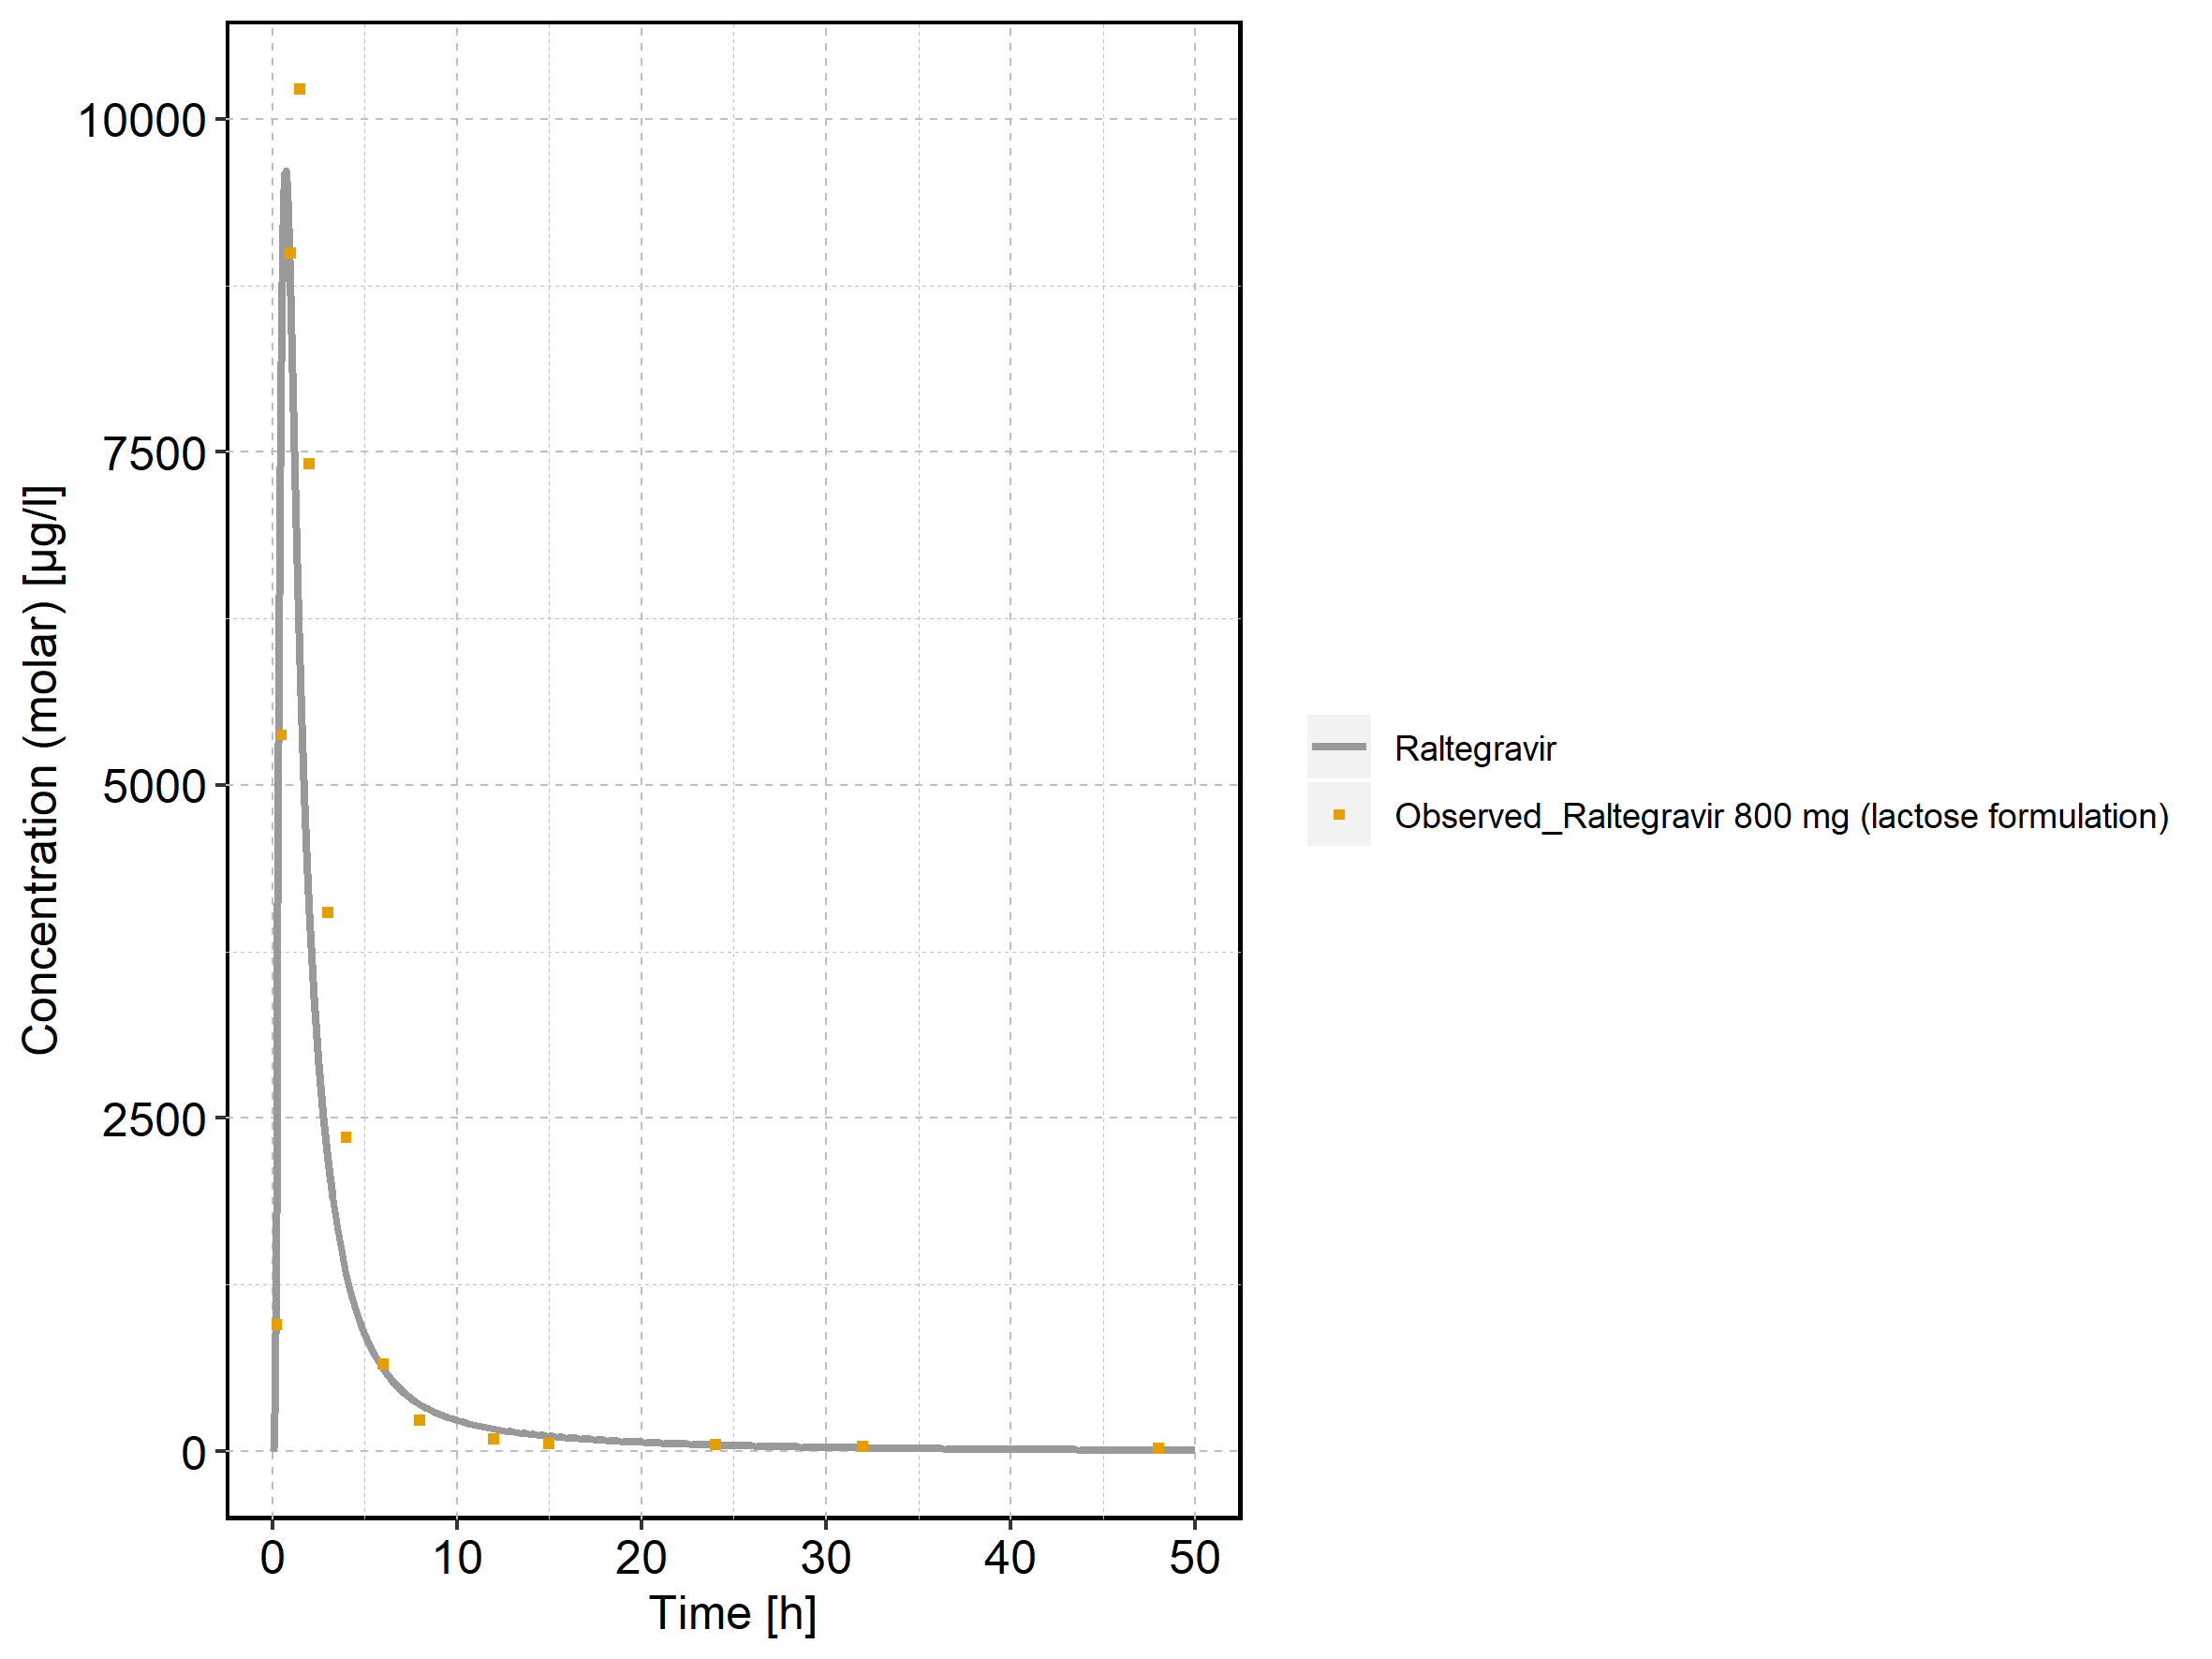 Concentration (molar) [µg/l]
10000
7500
5000
2500
0
0 10 20 30 40 50
Time [h]
Raltegravir
Observed_Raltegravir 800 mg (lactose formulation)